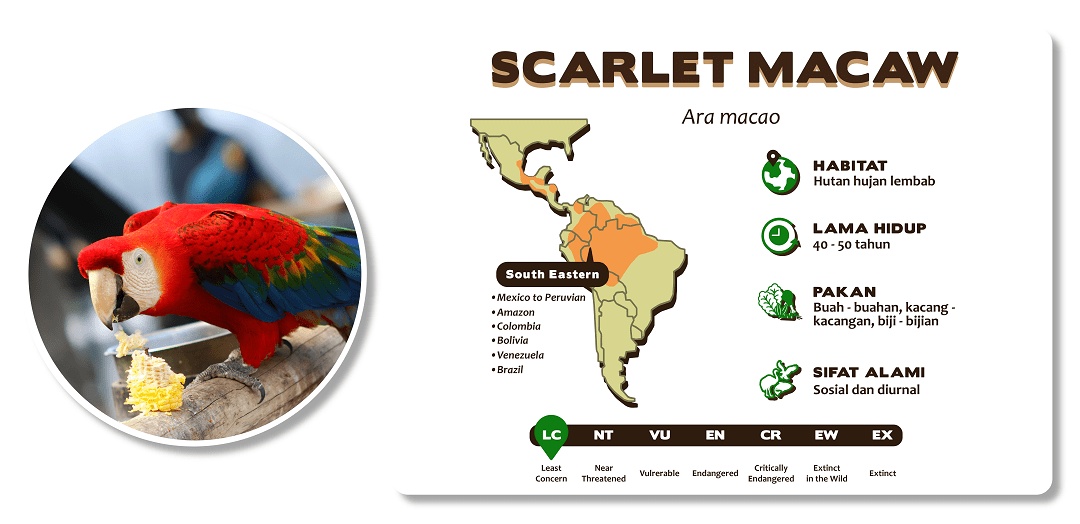 SCARLET MACAW
Ara macao
HABITAT
Hutan hujan lembab
LAMA HIDUP
40 - 50 tahun
PAKAN
Buah - buahan, kacang -
kacangan, biji - bijian
SIFAT ALAMI
Sosial dan diurnal
South Eastern
• Mexico to Peruvian
• Amazon
• Colombia
• Bolivia
• Venezuela
• Brazil
LC NT VU EN CR EW EX
Least Concern
Near Threatened
Vulrerable
Endangered
Critically Endangered
Extinct in the Wild
Extinct